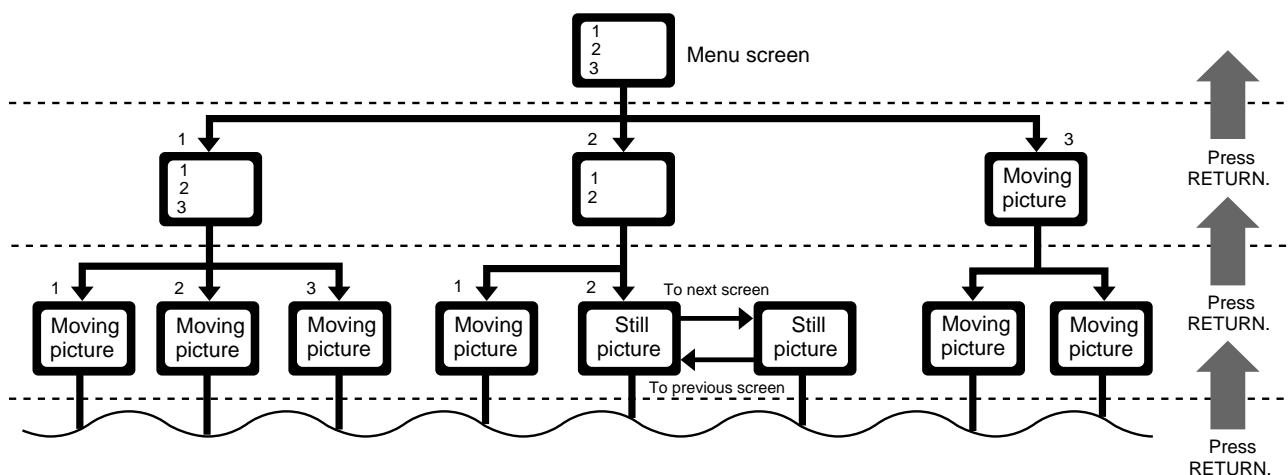 1
2
3
Menu screen
Press
RETURN.
1
2
3
1
2
3
1
2
Moving
picture
Press
RETURN.
1
2
3
1
2
To next screen
Moving
picture
Moving
picture
Moving
picture
Moving
picture
Still
picture
Still
picture
Moving
picture
Moving
picture
To previous screen
Press
RETURN.